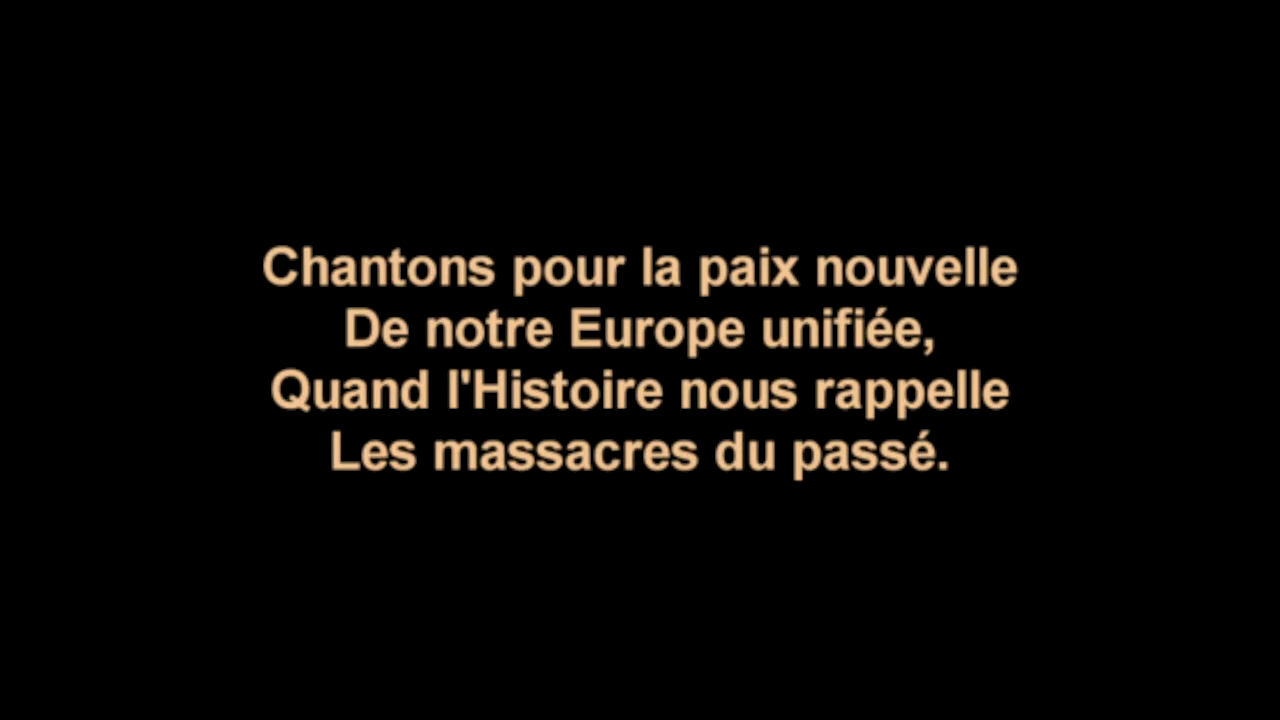 Chantons pour la paix nouvelle
De notre Europe unifiée,
Quand l'Histoire nous rappelle
Les massacres du passé.